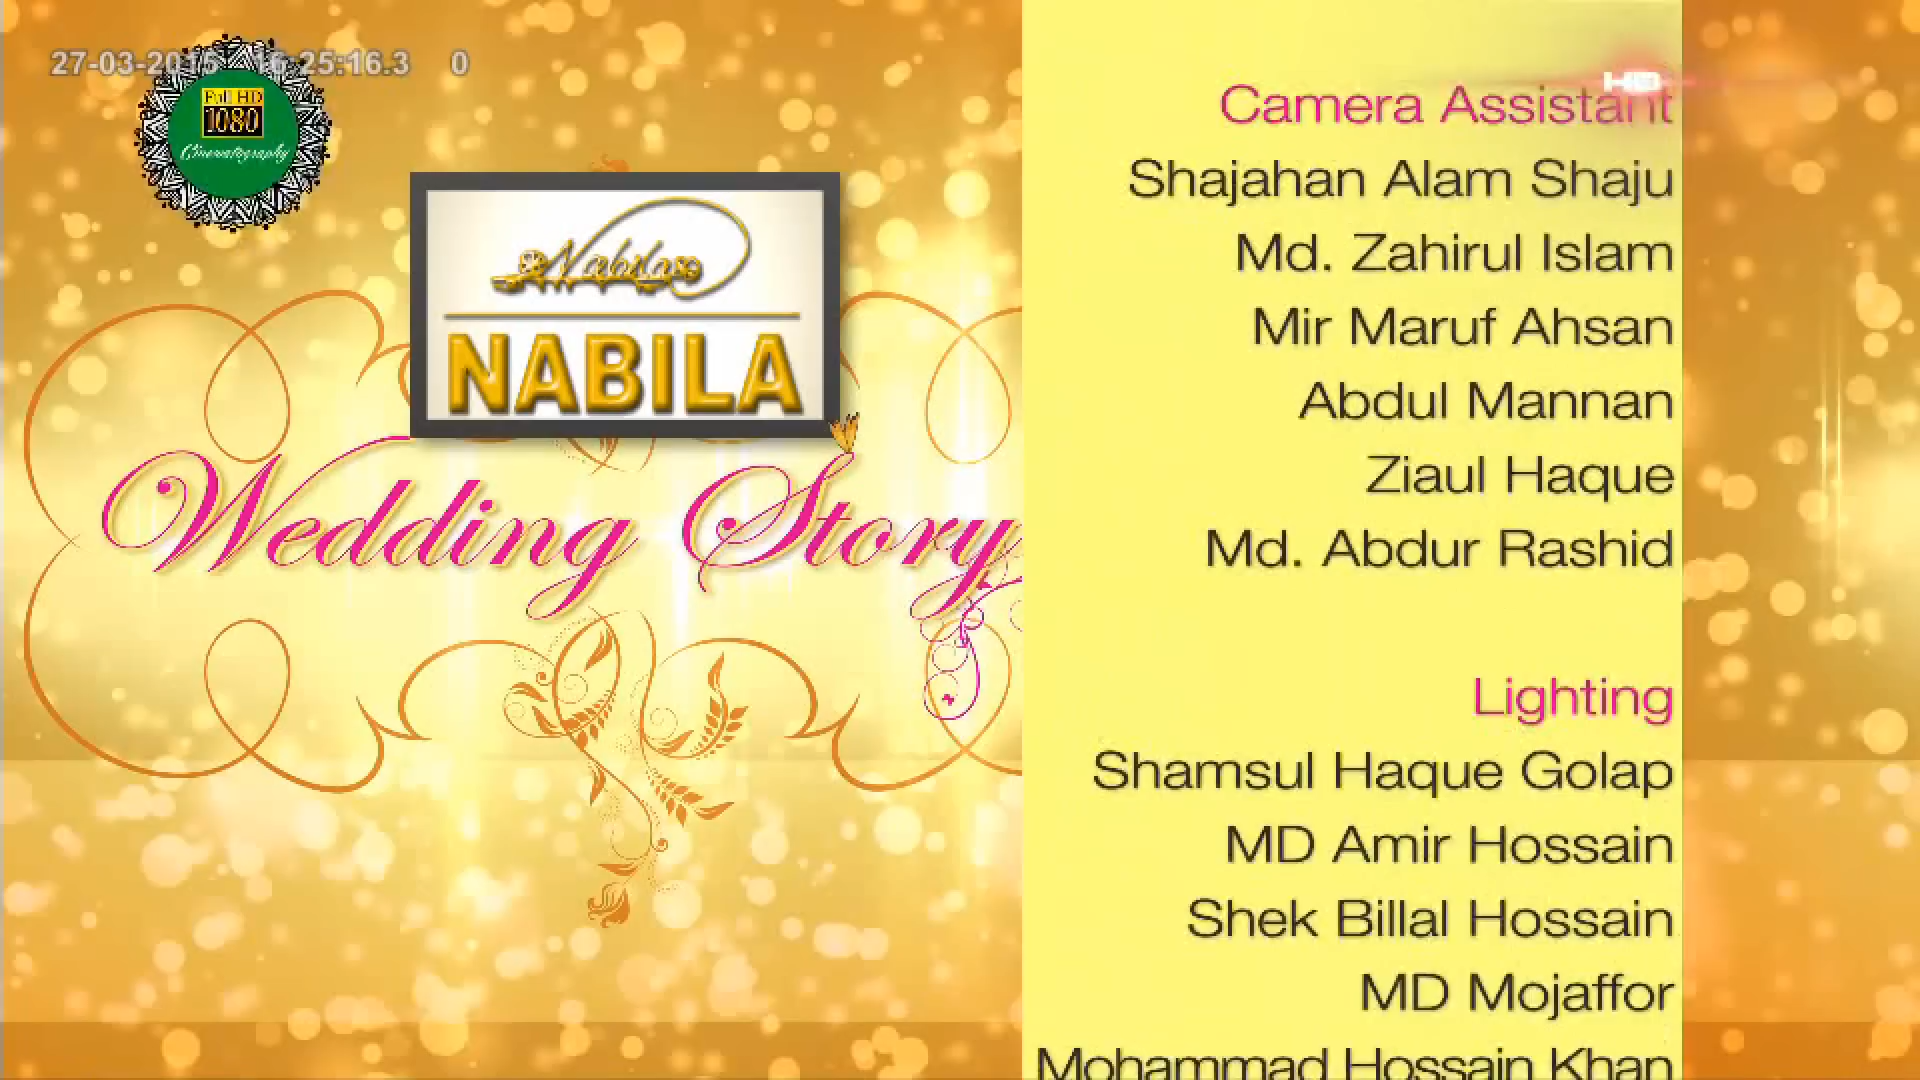 27-03-2015 16:25:16.3 0
Full HD
1080
Cinematography
Nabila
NABILA
Wedding Story
HD
Camera Assistant
Shajahan Alam Shaju
Md. Zahirul Islam
Mir Maruf Ahsan
Abdul Mannan
Ziaul Haque
Md. Abdur Rashid
Lighting
Shamsul Haque Golap
MD Amir Hossain
Shek Billal Hossain
MD Mojaffor
Mohammad Hossain Khan